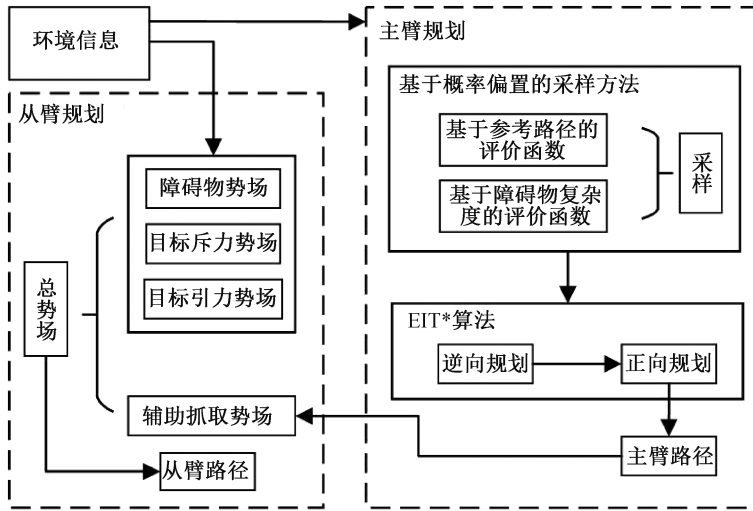 环境信息
从臂规划
障碍物势场
目标斥力势场
目标引力势场
总势场
辅助抓取势场
从臂路径
主臂规划
基于概率偏置的采样方法
基于参考路径的
评价函数
基于障碍物复杂
度的评价函数
采样
EIT*算法
逆向规划
正向规划
主臂路径